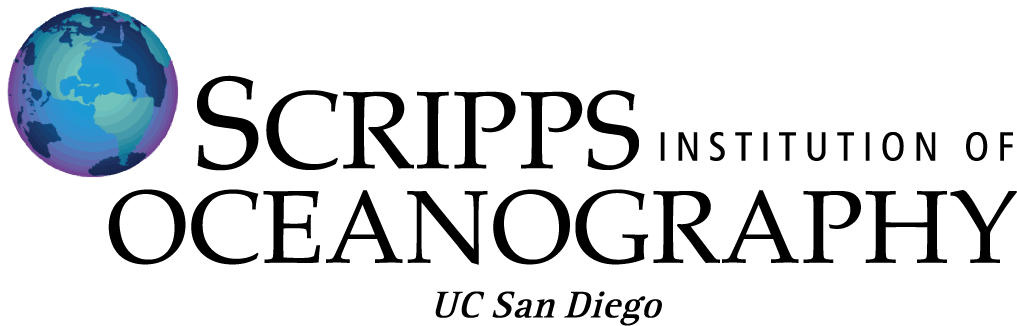 SCRIPPS INSTITUTION OF
OCEANOGRAPHY
UC San Diego